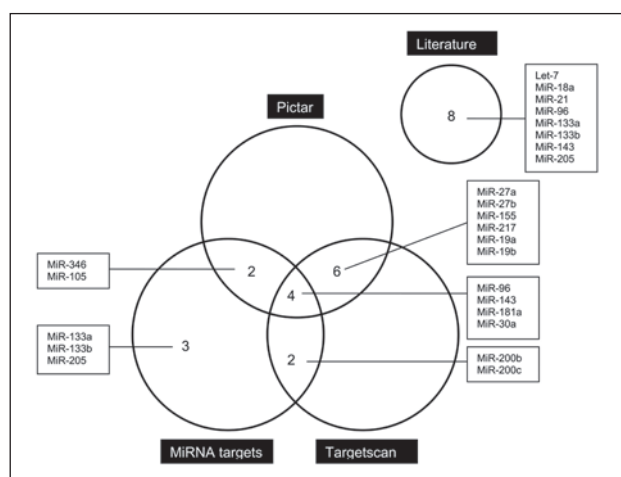 Literature
8
Let-7
MiR-18a
MiR-21
MiR-96
MiR-133a
MiR-133b
MiR-143
MiR-205
Pictar
MiR-27a
MiR-27b
MiR-155
MiR-217
MiR-19a
MiR-19b
MiR-346
MiR-105
2
6
4
MiR-96
MiR-143
MiR-181a
MiR-30a
MiR-133a
MiR-133b
MiR-205
3
2
MiR-200b
MiR-200c
MiRNA targets
Targetscan